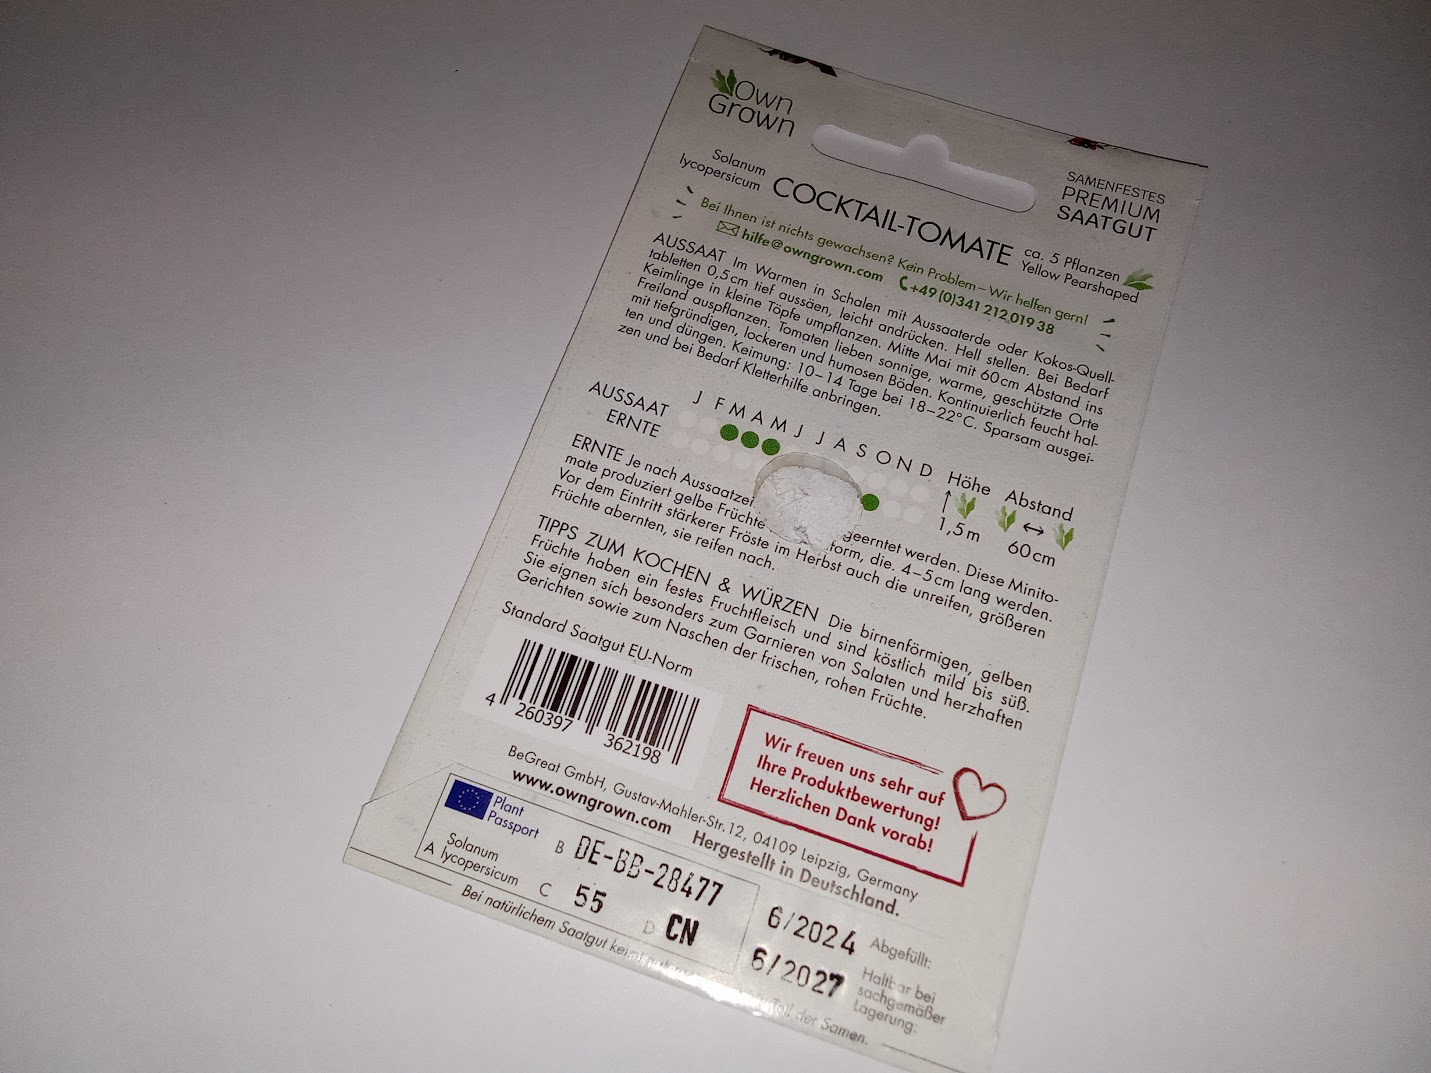 Own
Grown
SAMENFESTES
PREMIUM
SAATGUT
Solanum
lycopersicum
COCKTAIL-TOMATE
ca. 5 Pflanzen
Yellow Pearshaped
Bei Ihnen ist nichts gewachsen? Kein Problem – Wir helfen gern!
hilfe@owngrown.com +49(0)341 212 019 38
AUSSAAT Im Warmen in Schalen mit Aussaaterde oder Kokos-Quell-
tabletten 0,5cm tief aussäen, leicht andrücken. Hell stellen. Bei Bedarf
Keimlinge in kleine Töpfe umpflanzen. Mitte Mai mit 60cm Abstand ins
Freiland auspflanzen. Tomaten lieben sonnige, warme, geschützte Orte
mit tiefgründigen, lockeren und humosen Böden. Kontinuierlich feucht hal-
ten und düngen. Keimung: 10–14 Tage bei 18–22°C. Sparsam ausgei-
zen und bei Bedarf Kletterhilfe anbringen.
J F M A M J J A S O N D
AUSSAAT
ERNTE
Höhe
1,5m
Abstand
60cm
ERNTE Je nach Aussaatzei geerntet werden. Diese Minito-
mate produziert gelbe Früchte form, die. 4–5cm lang werden.
Vor dem Eintritt stärkerer Fröste im Herbst auch die unreifen, größeren
Früchte abernten, sie reifen nach.
TIPPS ZUM KOCHEN & WÜRZEN Die birnenförmigen, gelben
Früchte haben ein festes Fruchtfleisch und sind köstlich mild bis süß.
Sie eignen sich besonders zum Garnieren von Salaten und herzhaften
Gerichten sowie zum Naschen der frischen, rohen Früchte.
Standard Saatgut EU-Norm
4 260397 362198
Wir freuen uns sehr auf
Ihre Produktbewertung!
Herzlichen Dank vorab!
BeGreat GmbH, Gustav-Mahler-Str. 12, 04109 Leipzig, Germany
www.owngrown.com Hergestellt in Deutschland.
Plant
Passport
B DE-BB-28477
A Solanum
lycopersicum
C 55
D CN
6/2024 Abgefüllt:
6/2027 Haltbar bei
sachgemäßer
Lagerung:
Bei natürlichem Saatgut Toll der Samen.